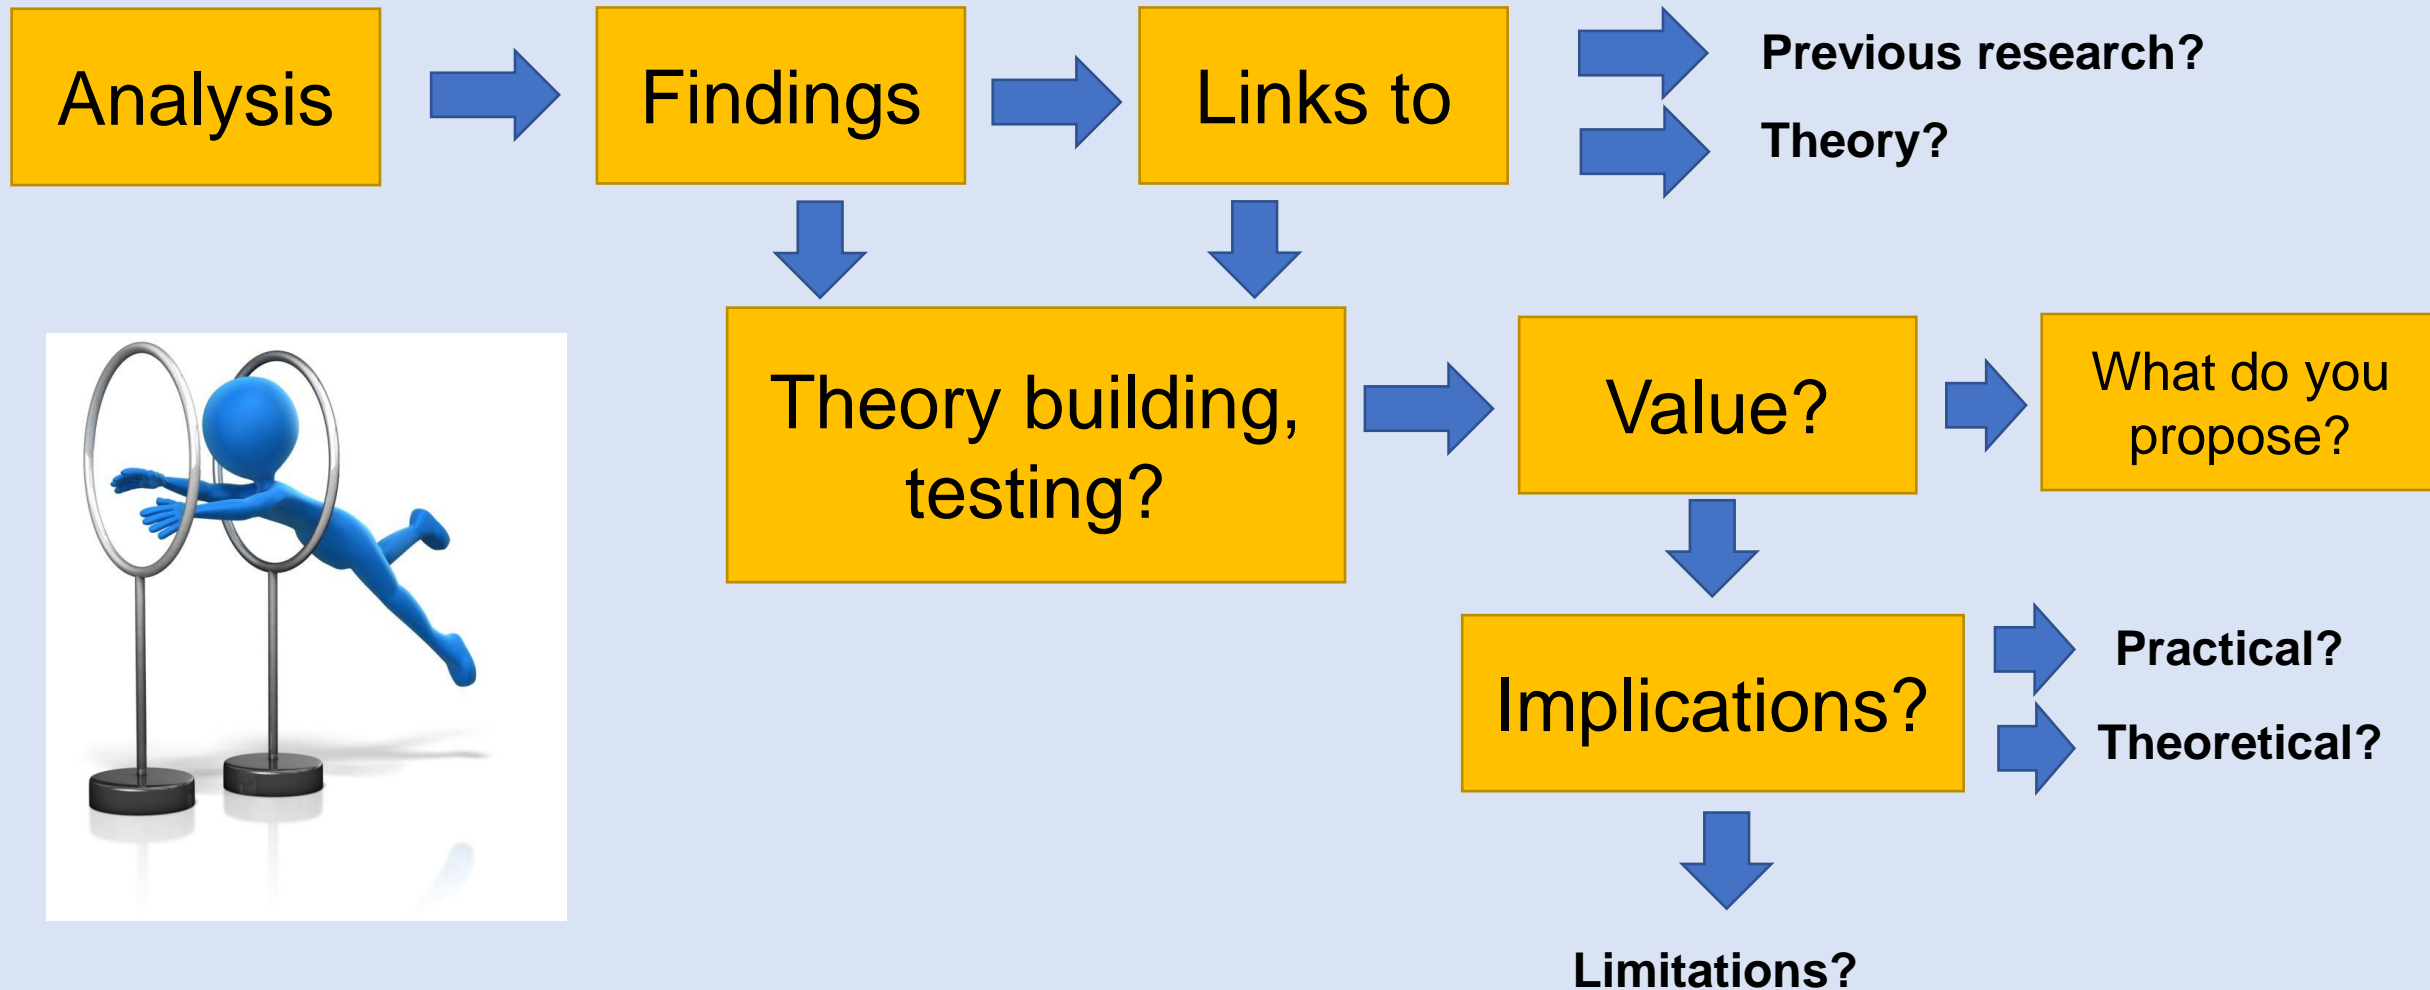 Analysis
Findings
Links to
Previous research?
Theory?
Theory building,
testing?
Value?
What do you
propose?
Implications?
Practical?
Theoretical?
Limitations?